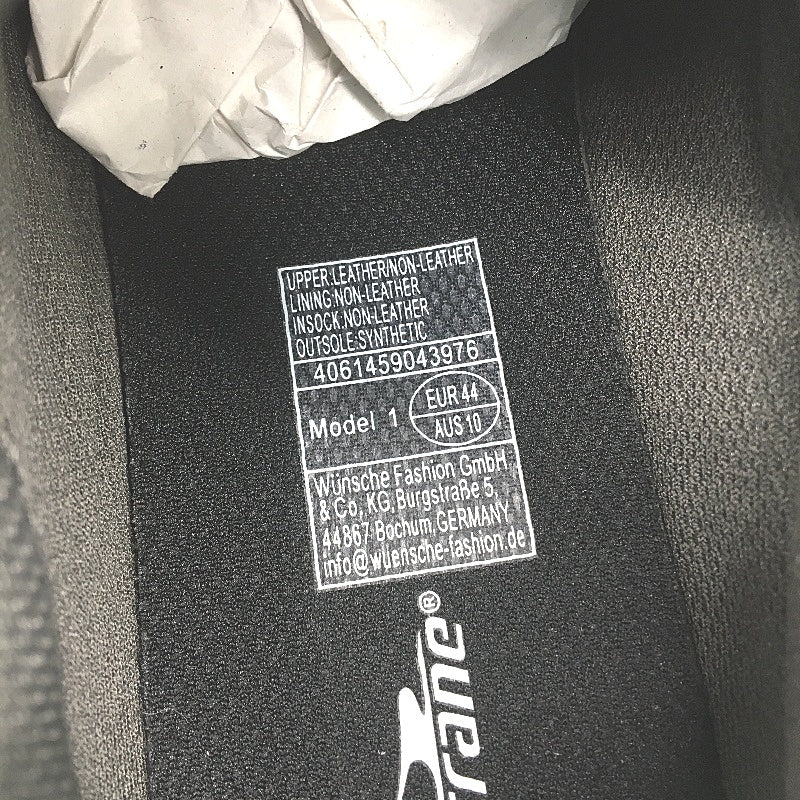 UPPER:LEATHER/NON-LEATHER
LINING:NON-LEATHER
INSOCK:NON-LEATHER
OUTSOLE:SYNTHETIC
4061459043976
Model 1
EUR 44
AUS 10
Wünsche Fashion GmbH
& Co. KG, Burgstraße 5,
44867 Bochum, GERMANY
info@wuensche-fashion.de
rane®